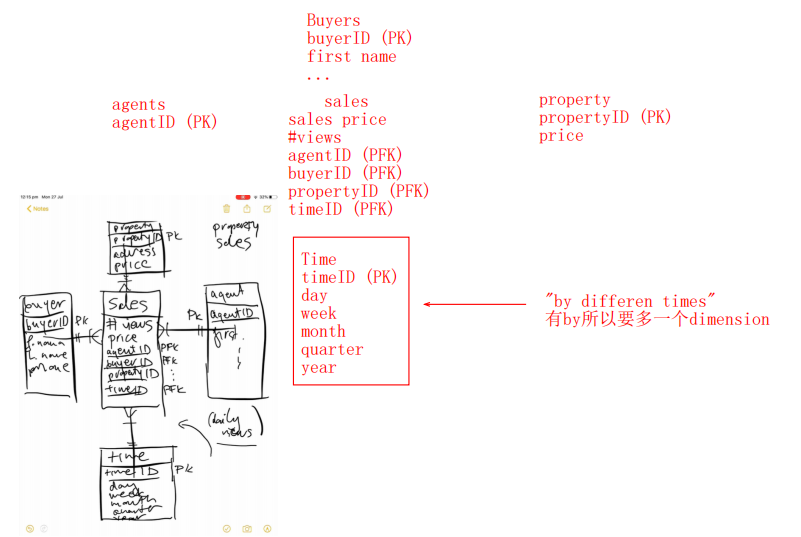 Buyers
buyerID (PK)
first name
...
agents
agentID (PK)
sales
sales price
#views
agentID (PFK)
buyerID (PFK)
propertyID (PFK)
timeID (PFK)
property
propertyID (PK)
price
Time
timeID (PK)
day
week
month
quarter
year
"by differen times"
有by所以要多一个dimension
12:15 pm Mon 27 Jul
52%
Notes
property
sales
property
propertyID PK
address
price
buyer
buyerID PK
f.name
l.name
phone
Sales
# views
price
agentID PFK
buyerID PFK
propertyID
timeID PFK
agent
PK
agentID
first
(daily
views)
time
timeID PK
day
week
month
quarter
year